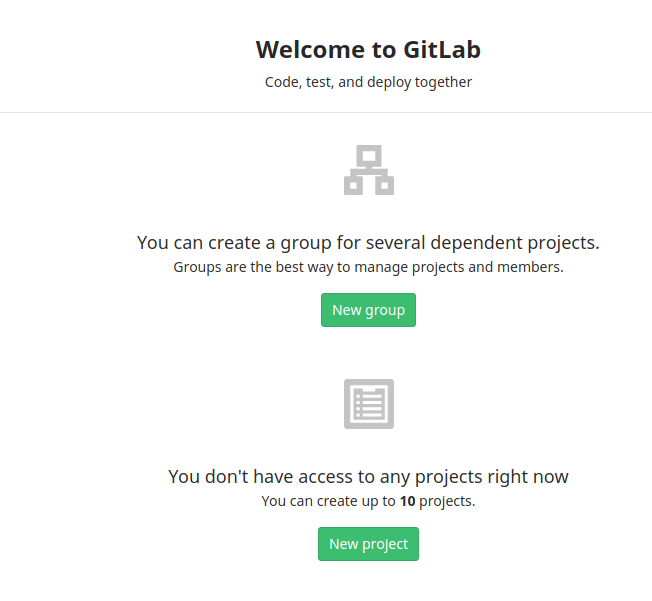 Welcome to GitLab
Code, test, and deploy together
You can create a group for several dependent projects.
Groups are the best way to manage projects and members.
New group
You don't have access to any projects right now
You can create up to 10 projects.
New project